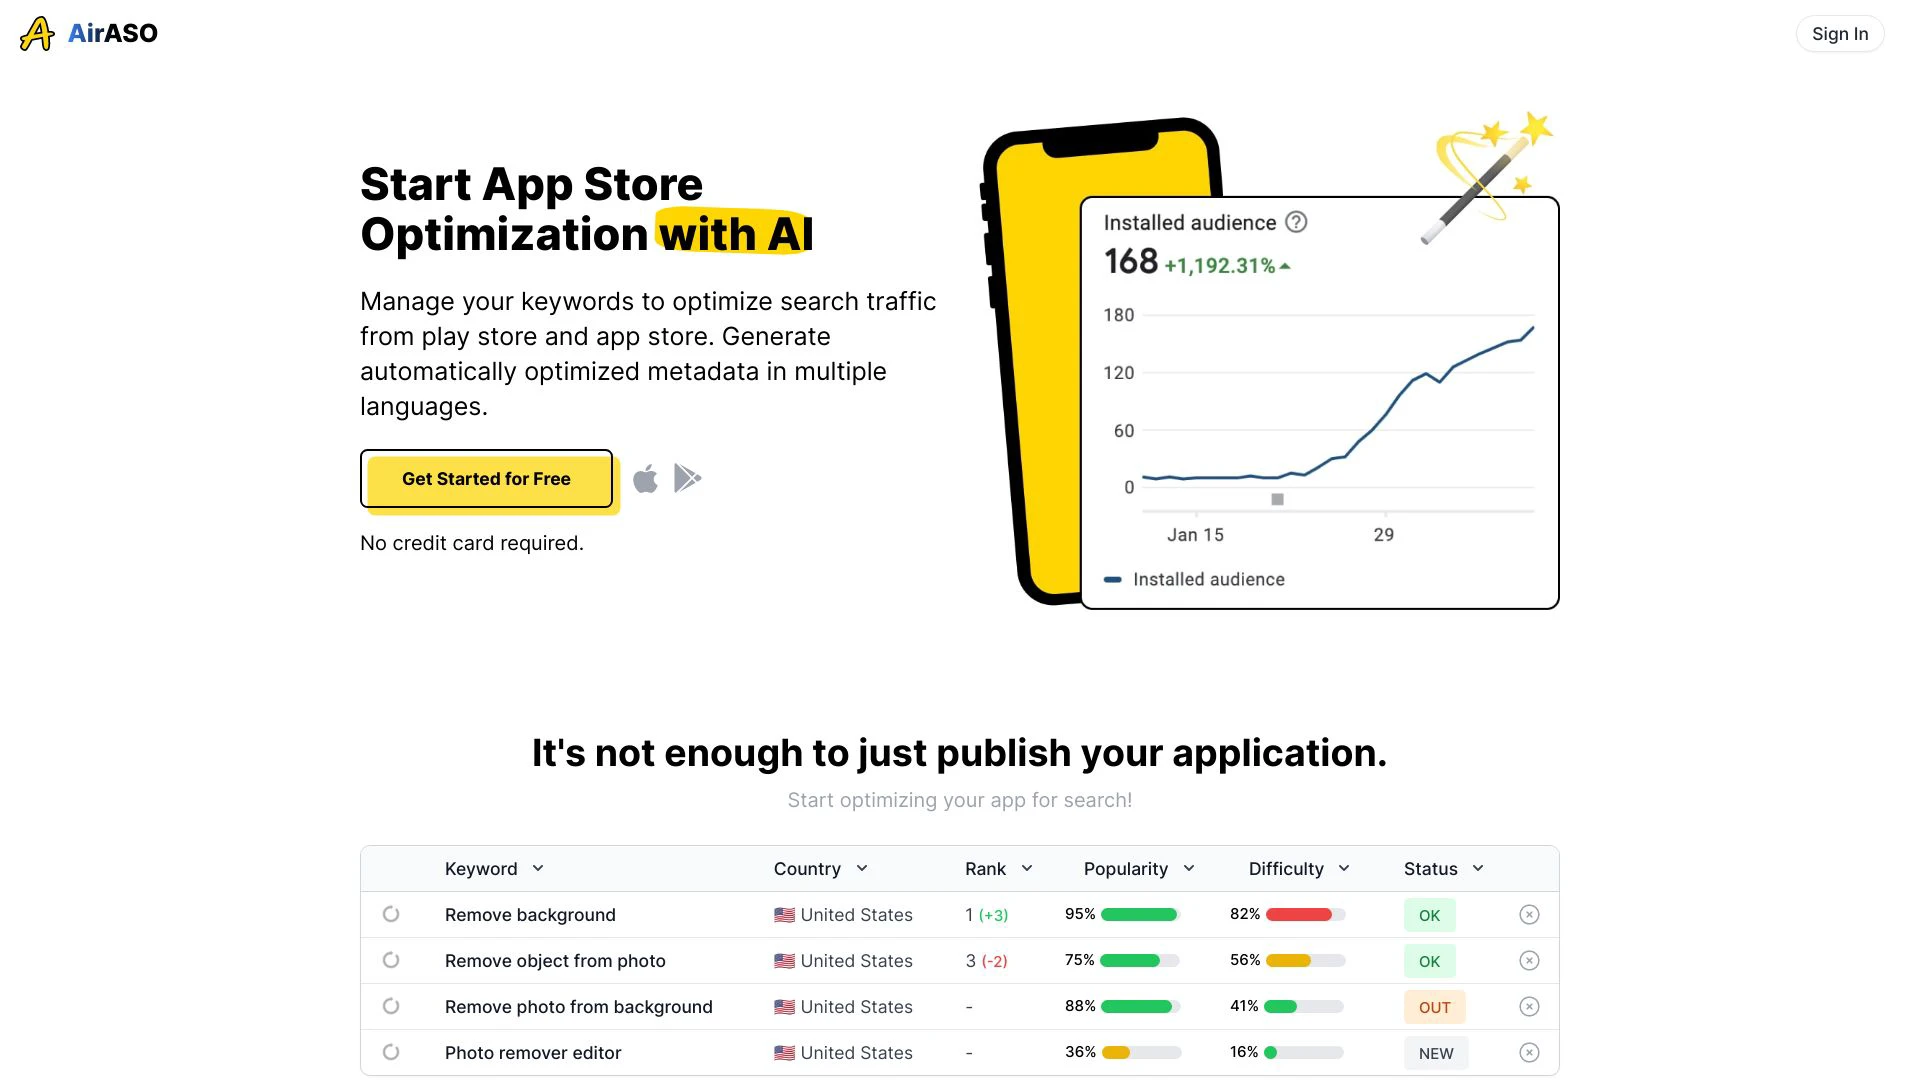 AirASO
Sign In
Start App Store
Optimization with AI
Manage your keywords to optimize search traffic
from play store and app store. Generate
automatically optimized metadata in multiple
languages.
Get Started for Free
No credit card required.
Installed audience ?
168 +1,192.31%
180
120
60
0
Jan 15
29
Installed audience
It's not enough to just publish your application.
Start optimizing your app for search!
Keyword Country Rank Popularity Difficulty Status
Remove background United States 1 (+3) 95% 82% OK
Remove object from photo United States 3 (-2) 75% 56% OK
Remove photo from background United States - 88% 41% OUT
Photo remover editor United States - 36% 16% NEW